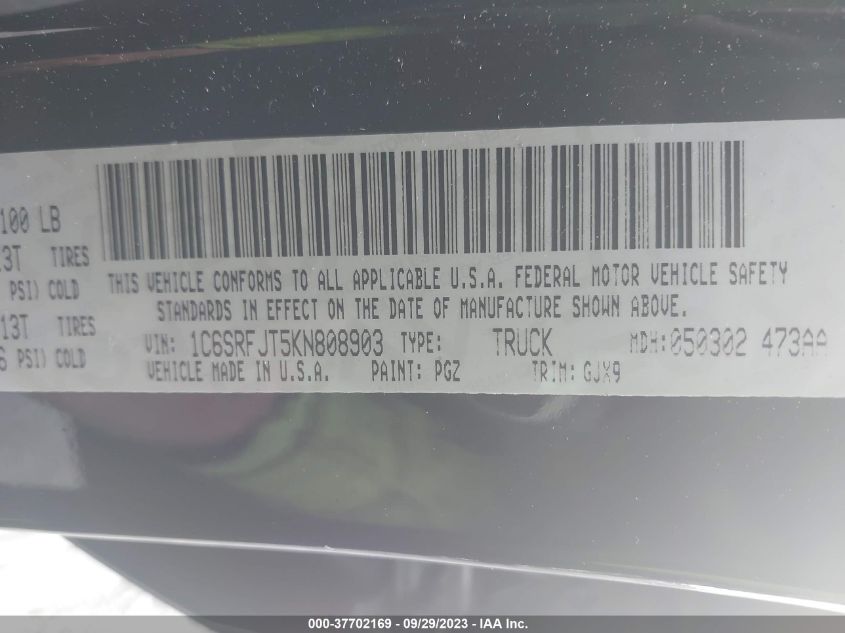 100 LB
13T TIRES
PSI) COLD
THIS VEHICLE CONFORMS TO ALL APPLICABLE U.S.A. FEDERAL MOTOR VEHICLE SAFETY
STANDARDS IN EFFECT ON THE DATE OF MANUFACTURE SHOWN ABOVE.
13T TIRES
PSI) COLD
VIN: 1C6SRFJT5KN808903 TYPE: TRUCK MDH:050302 473AA
VEHICLE MADE IN U.S.A. PAINT: PGZ TRIM: GJX9
000-37702169 - 09/29/2023 - IAA Inc.